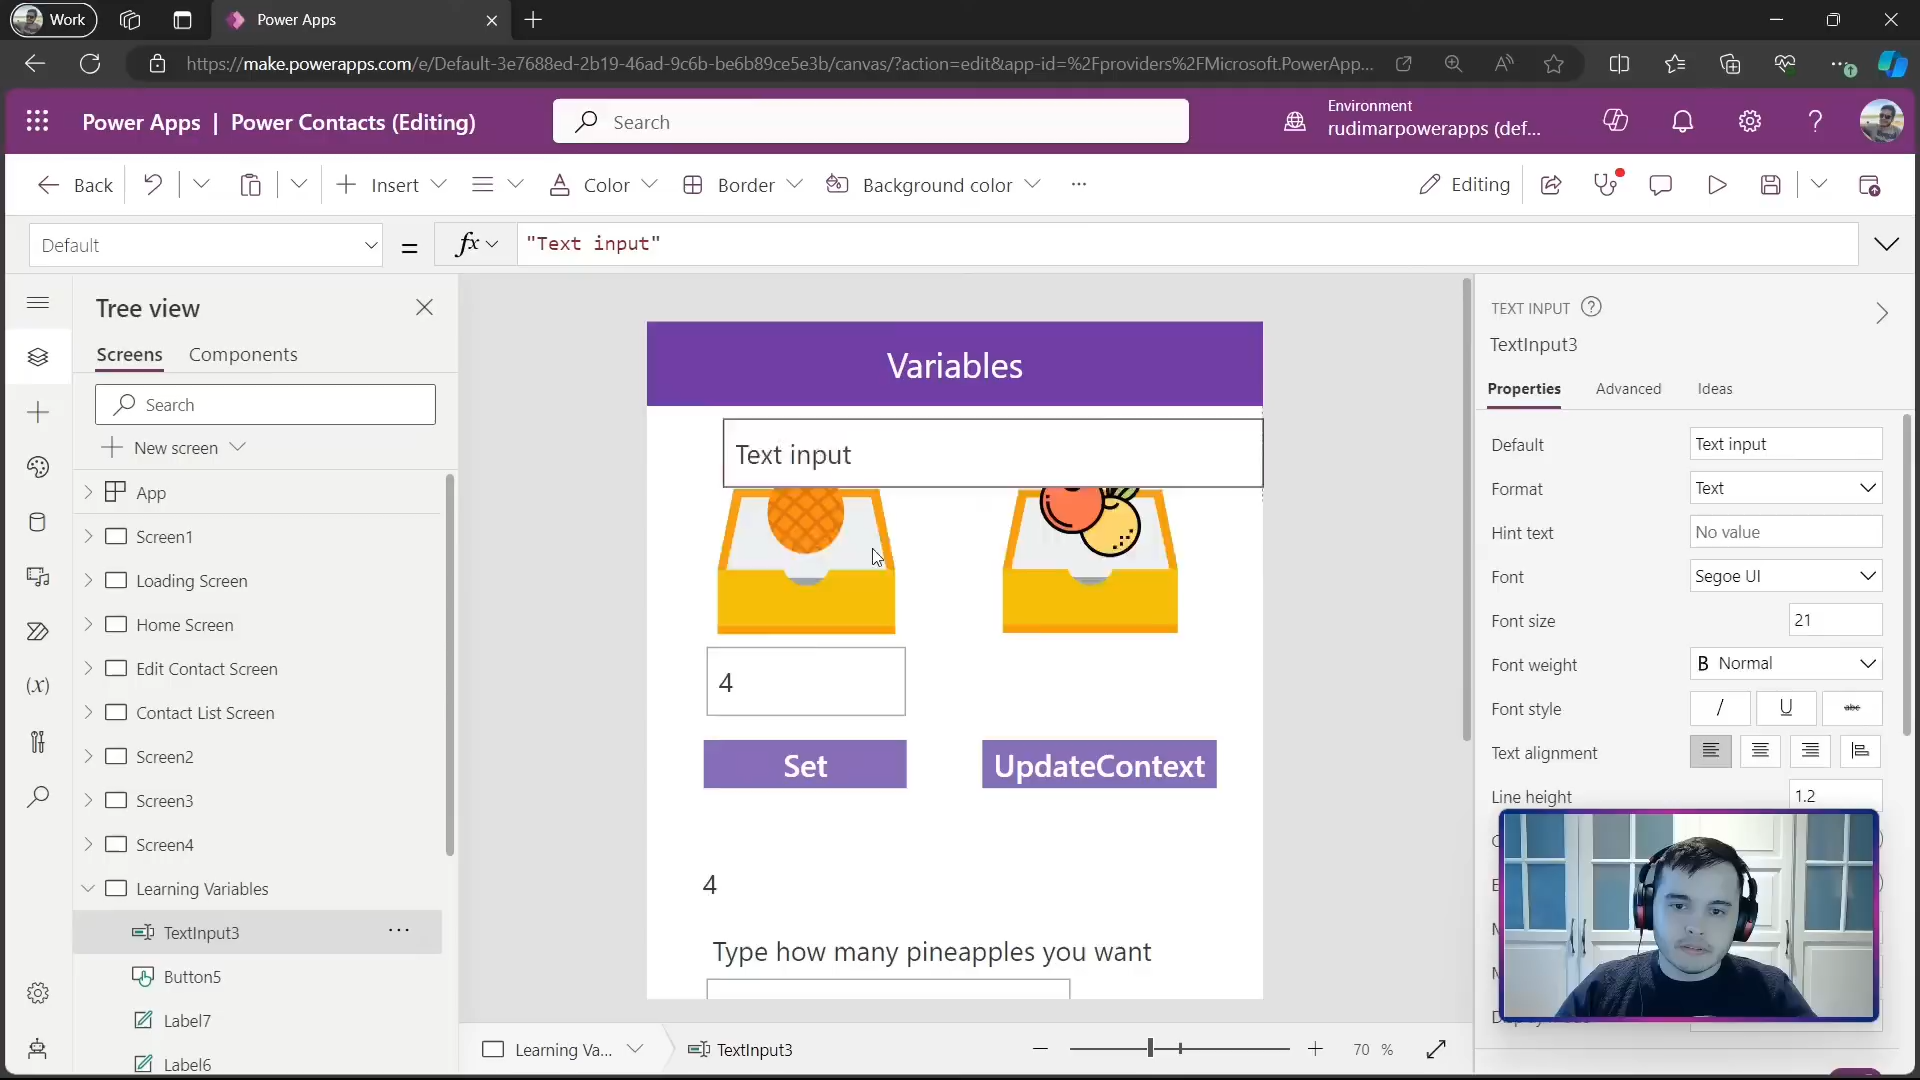 Work
Power Apps
https://make.powerapps.com/e/Default-3e7688ed-2b19-46ad-9c6b-be6b89ce5e3b/canvas/?action=edit&app-id=%2Fproviders%2FMicrosoft.PowerApp...
Power Apps | Power Contacts (Editing)
Search
Environment
rudimarpowerapps (def...
Back
Insert
Color
Border
Background color
Editing
Default
=
fx
"Text input"
Tree view
Screens
Components
Search
New screen
App
Screen1
Loading Screen
Home Screen
Edit Contact Screen
Contact List Screen
Screen2
Screen3
Screen4
Learning Variables
TextInput3
Button5
Label7
Label6
Variables
Text input
4
Set
UpdateContext
4
Type how many pineapples you want
Learning Va...
TextInput3
70 %
TEXT INPUT
TextInput3
Properties
Advanced
Ideas
Default
Text input
Format
Text
Hint text
No value
Font
Segoe UI
Font size
21
Font weight
B Normal
Font style
/
U
abc
Text alignment
Line height
1.2